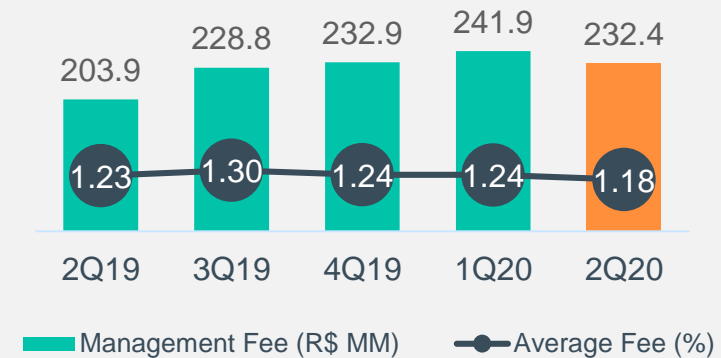 203.9 228.8 232.9 241.9 232.4
1.23 1.30 1.24 1.24 1.18
2Q19 3Q19 4Q19 1Q20 2Q20
Management Fee (R$ MM) Average Fee (%)